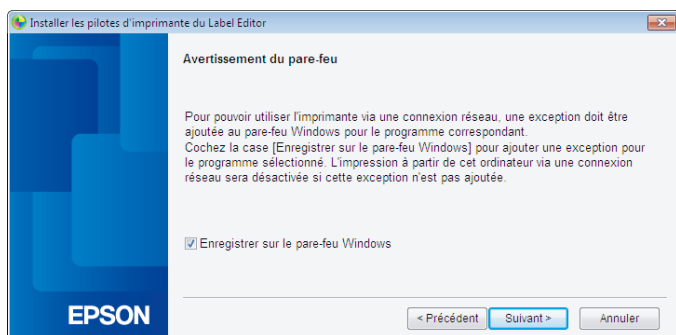 Installer les pilotes d'imprimante du Label Editor
Avertissement du pare-feu
Pour pouvoir utiliser l'imprimante via une connexion réseau, une exception doit être
ajoutée au pare-feu Windows pour le programme correspondant.
Cochez la case [Enregistrer sur le pare-feu Windows] pour ajouter une exception pour
le programme sélectionné. L'impression à partir de cet ordinateur via une connexion
réseau sera désactivée si cette exception n'est pas ajoutée.
Enregistrer sur le pare-feu Windows
EPSON
< Précédent
Suivant >
Annuler